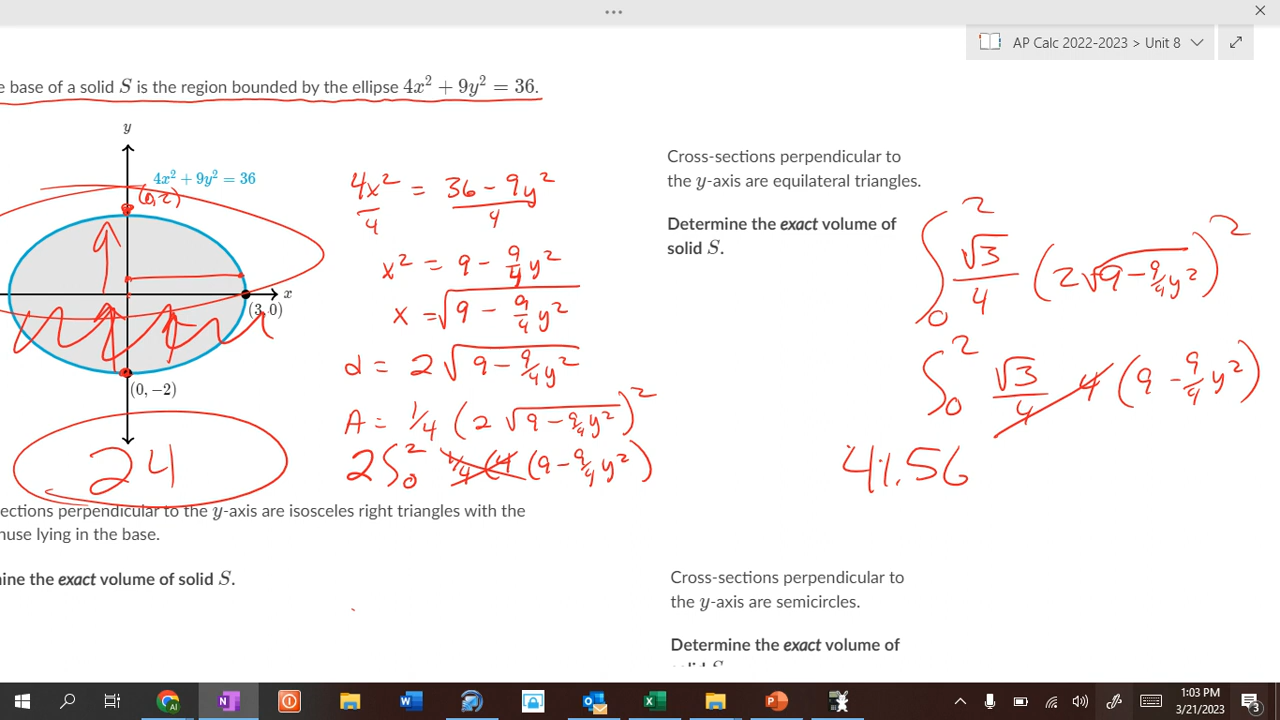 AP Calc 2022-2023 > Unit 8
e base of a solid S is the region bounded by the ellipse 4x² + 9y² = 36.
y
4x² + 9y² = 36
(0,2)
9
x
(3, 0)
(0, −2)
24
4x²/4 = (36 - 9y²)/4
x² = 9 - 9/4 y²
x = √(9 - 9/4 y²)
d = 2√(9 - 9/4 y²)
A = 1/4 (2√(9 - 9/4 y²))²
2∫₀² 1/4 (4) (9 - 9/4 y²)
ections perpendicular to the y-axis are isosceles right triangles with the
nuse lying in the base.
nine the exact volume of solid S.
Cross-sections perpendicular to
the y-axis are equilateral triangles.
Determine the exact volume of
solid S.
∫₀² √3/4 (2√(9 - 9/4 y²))²
∫₀² √3/4 4 (9 - 9/4 y²)
41.56
Cross-sections perpendicular to
the y-axis are semicircles.
Determine the exact volume of
solid S
1:03 PM
3/21/2023
3